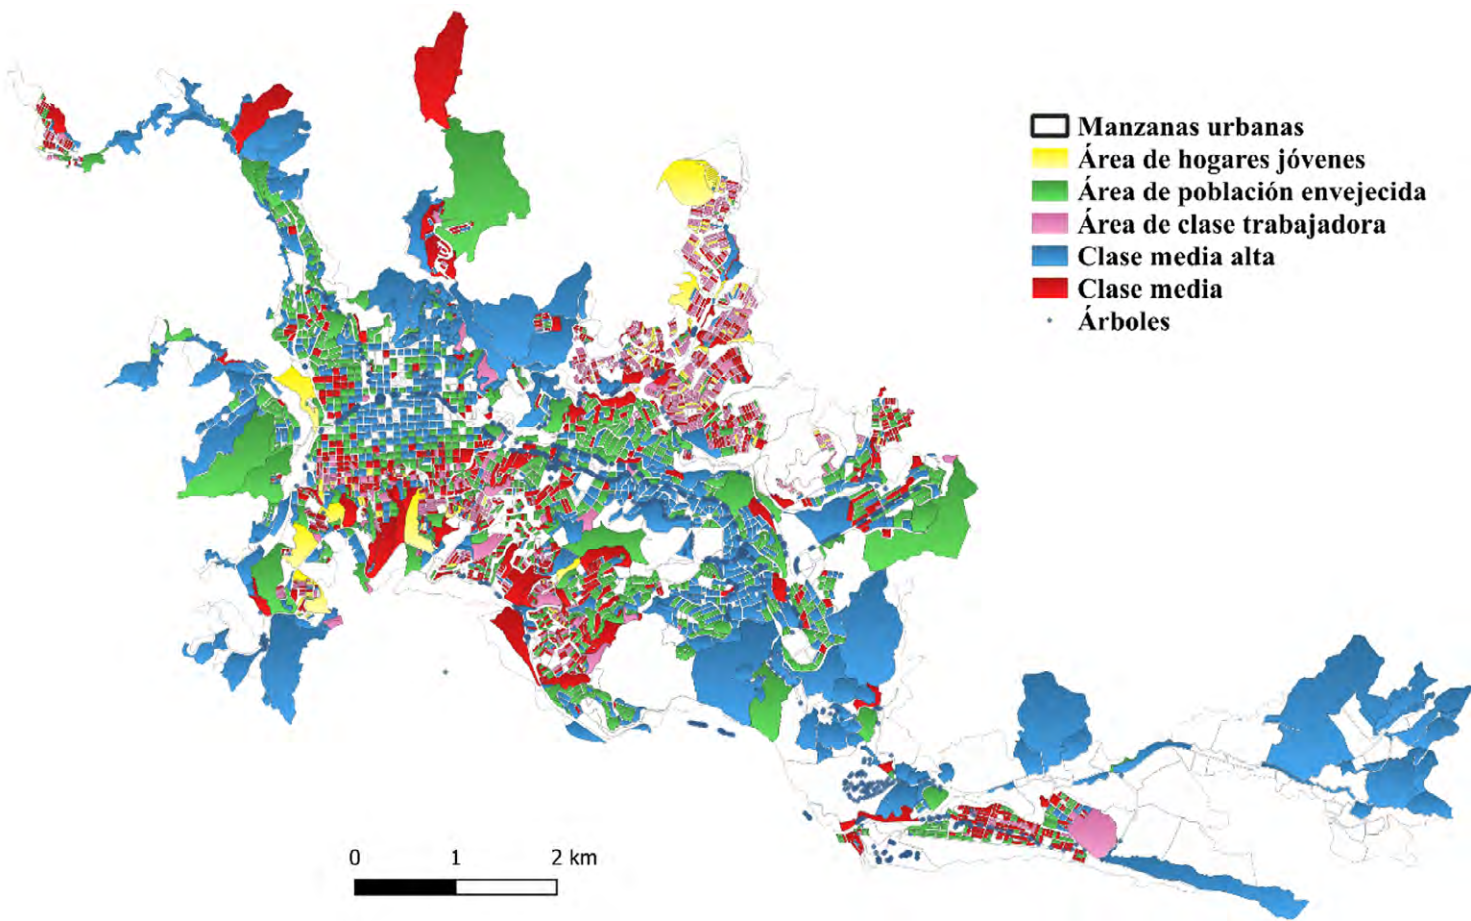 Manzanas urbanas
Área de hogares jóvenes
Área de población envejecida
Área de clase trabajadora
Clase media alta
Clase media
Árboles
0 1 2 km